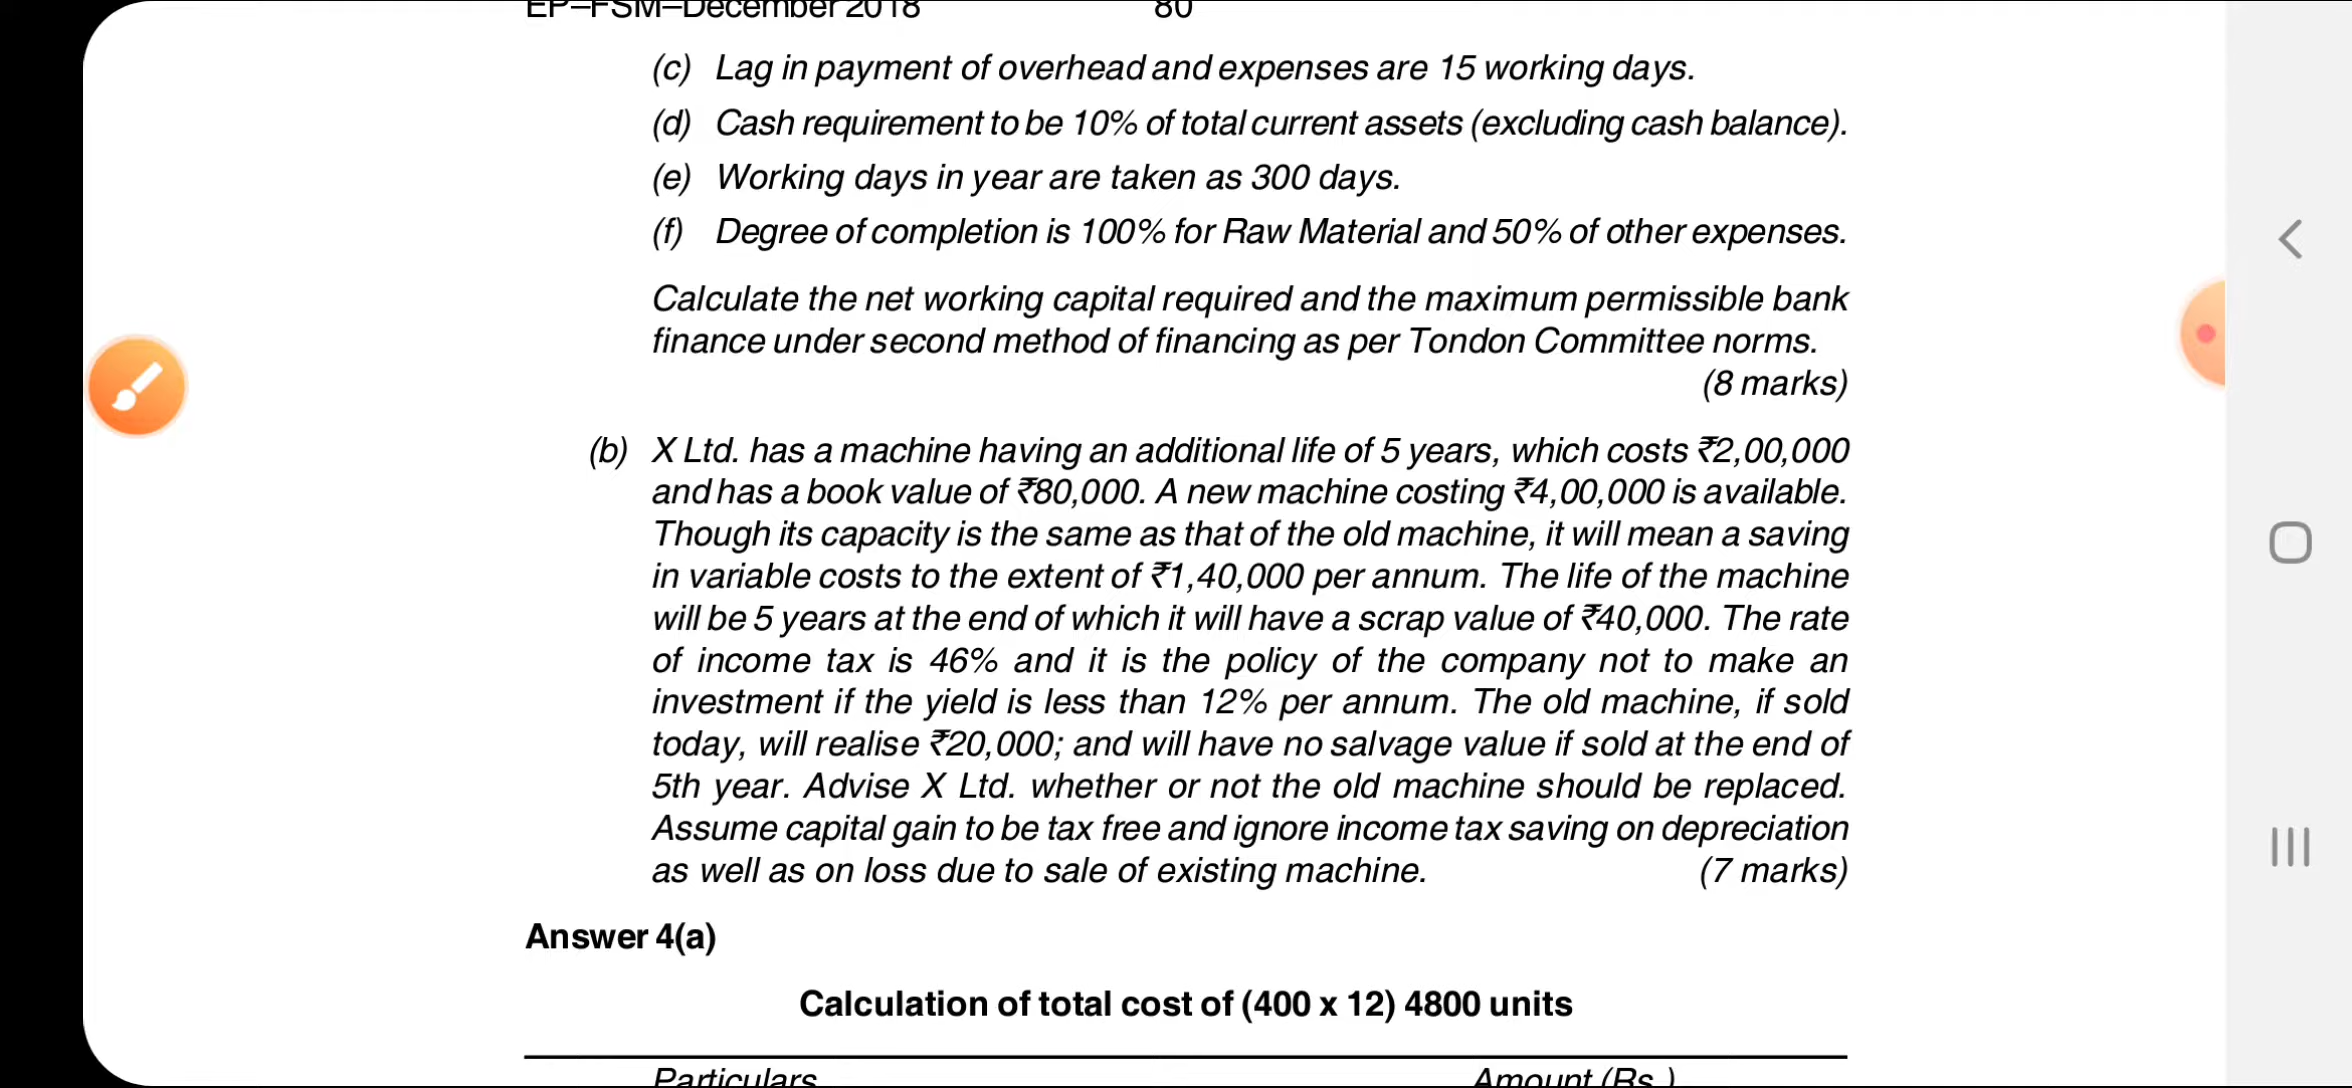 EP–FSM–December 2018 80
(c) Lag in payment of overhead and expenses are 15 working days.
(d) Cash requirement to be 10% of total current assets (excluding cash balance).
(e) Working days in year are taken as 300 days.
(f) Degree of completion is 100% for Raw Material and 50% of other expenses.
Calculate the net working capital required and the maximum permissible bank
finance under second method of financing as per Tondon Committee norms.
(8 marks)
(b) X Ltd. has a machine having an additional life of 5 years, which costs ₹2,00,000
and has a book value of ₹80,000. A new machine costing ₹4,00,000 is available.
Though its capacity is the same as that of the old machine, it will mean a saving
in variable costs to the extent of ₹1,40,000 per annum. The life of the machine
will be 5 years at the end of which it will have a scrap value of ₹40,000. The rate
of income tax is 46% and it is the policy of the company not to make an
investment if the yield is less than 12% per annum. The old machine, if sold
today, will realise ₹20,000; and will have no salvage value if sold at the end of
5th year. Advise X Ltd. whether or not the old machine should be replaced.
Assume capital gain to be tax free and ignore income tax saving on depreciation
as well as on loss due to sale of existing machine. (7 marks)
Answer 4(a)
Calculation of total cost of (400 x 12) 4800 units
Particulars Amount (Rs.)